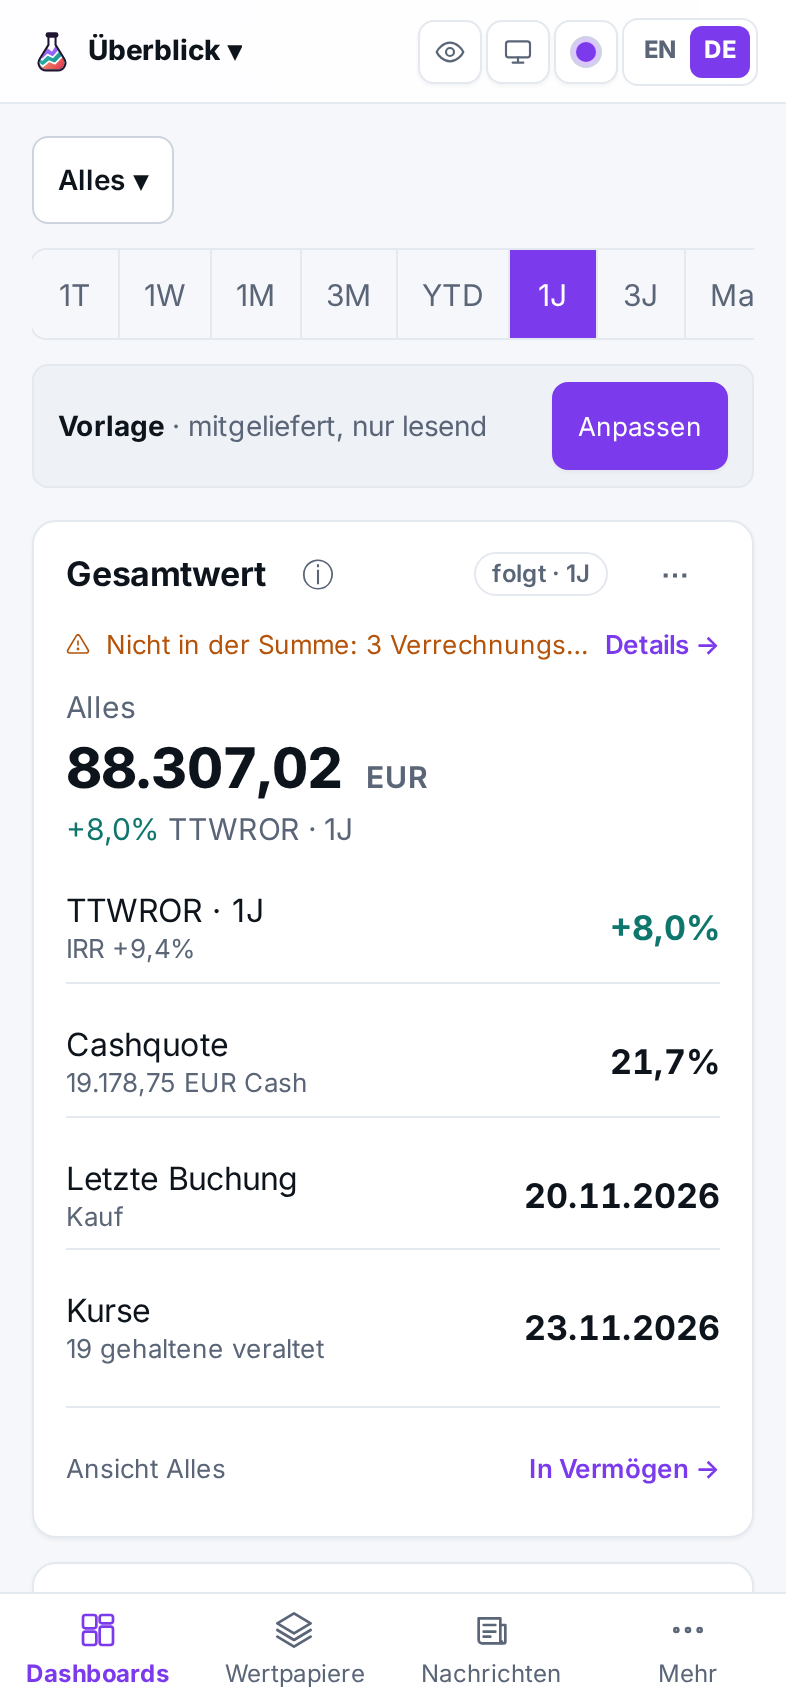 Überblick ▾
EN DE
Alles ▾
1T 1W 1M 3M YTD 1J 3J Ma
Vorlage · mitgeliefert, nur lesend Anpassen
Gesamtwert ⓘ folgt · 1J ...
Nicht in der Summe: 3 Verrechnungs... Details →
Alles
88.307,02 EUR
+8,0% TTWROR · 1J
TTWROR · 1J
+8,0%
IRR +9,4%
Cashquote
21,7%
19.178,75 EUR Cash
Letzte Buchung
20.11.2026
Kauf
Kurse
23.11.2026
19 gehaltene veraltet
Ansicht Alles In Vermögen →
Dashboards Wertpapiere Nachrichten Mehr